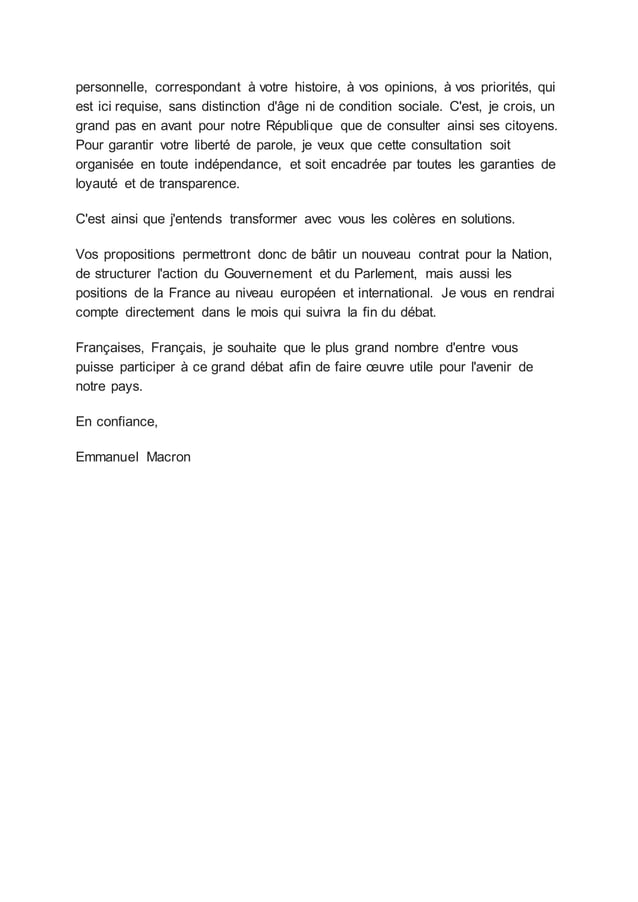 personnelle, correspondant à votre histoire, à vos opinions, à vos priorités, qui
est ici requise, sans distinction d'âge ni de condition sociale. C'est, je crois, un
grand pas en avant pour notre République que de consulter ainsi ses citoyens.
Pour garantir votre liberté de parole, je veux que cette consultation soit
organisée en toute indépendance, et soit encadrée par toutes les garanties de
loyauté et de transparence.
C'est ainsi que j'entends transformer avec vous les colères en solutions.
Vos propositions permettront donc de bâtir un nouveau contrat pour la Nation,
de structurer l'action du Gouvernement et du Parlement, mais aussi les
positions de la France au niveau européen et international. Je vous en rendrai
compte directement dans le mois qui suivra la fin du débat.
Françaises, Français, je souhaite que le plus grand nombre d'entre vous
puisse participer à ce grand débat afin de faire œuvre utile pour l'avenir de
notre pays.
En confiance,
Emmanuel Macron